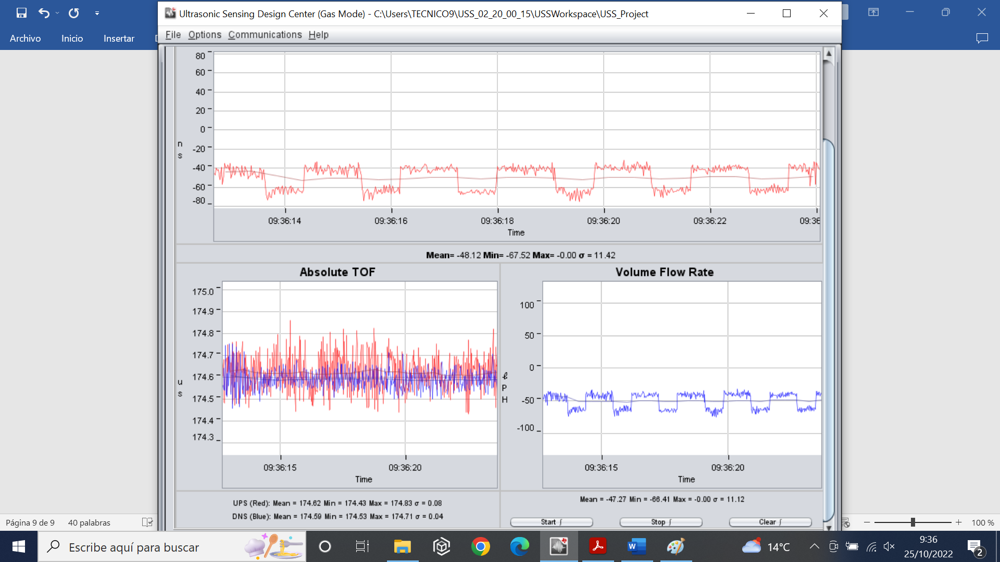 Ultrasonic Sensing Design Center (Gas Mode) - C:\Users\TECNICO9\USS_02_20_00_15\USSWorkspace\USS_Project
Archivo Inicio Insertar
File Options Communications Help
80
60
40
20
0
-20
-40
-60
-80
n
s
09:36:14 09:36:16 09:36:18 09:36:20 09:36:22 09:36
Time
Mean= -48.12 Min= -67.52 Max= -0.00 σ = 11.42
Absolute TOF
175.0
174.9
174.8
174.7
174.6
174.5
174.4
174.3
u
s
09:36:15 09:36:20
Time
UPS (Red): Mean = 174.62 Min = 174.43 Max = 174.83 σ = 0.08
DNS (Blue): Mean = 174.59 Min = 174.53 Max = 174.71 σ = 0.04
Volume Flow Rate
100
50
0
-50
-100
ℓ
P
H
09:36:15 09:36:20
Time
Mean = -47.27 Min = -66.41 Max = -0.00 σ = 11.12
Start ∫ Stop ∫ Clear ∫
Página 9 de 9 40 palabras
100 %
Escribe aquí para buscar
14°C
9:36
25/10/2022
2